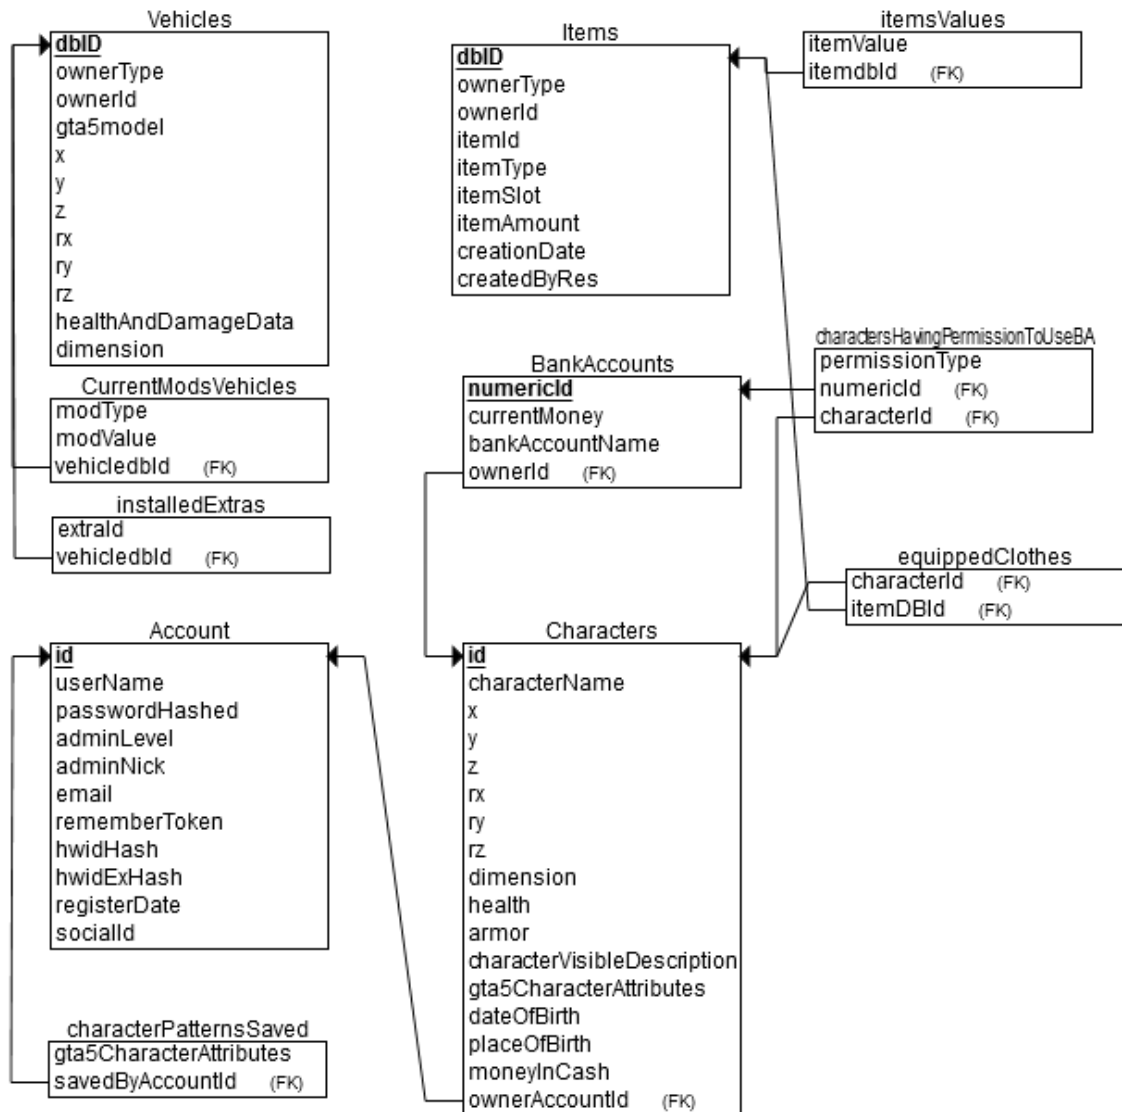 Vehicles
dbID
ownerType
ownerId
gta5model
x
y
z
rx
ry
rz
healthAndDamageData
dimension
CurrentModsVehicles
modType
modValue
vehicledbId (FK)
installedExtras
extraId
vehicledbId (FK)
Account
id
userName
passwordHashed
adminLevel
adminNick
email
rememberToken
hwidHash
hwidExHash
registerDate
socialId
characterPatternsSaved
gta5CharacterAttributes
savedByAccountId (FK)
Items
dbID
ownerType
ownerId
itemId
itemType
itemSlot
itemAmount
creationDate
createdByRes
BankAccounts
numericId
currentMoney
bankAccountName
ownerId (FK)
Characters
id
characterName
x
y
z
rx
ry
rz
dimension
health
armor
characterVisibleDescription
gta5CharacterAttributes
dateOfBirth
placeOfBirth
moneyInCash
ownerAccountId (FK)
itemsValues
itemValue
itemdbId (FK)
charactersHavingPermissionToUseBA
permissionType
numericId (FK)
characterId (FK)
equippedClothes
characterId (FK)
itemDBId (FK)